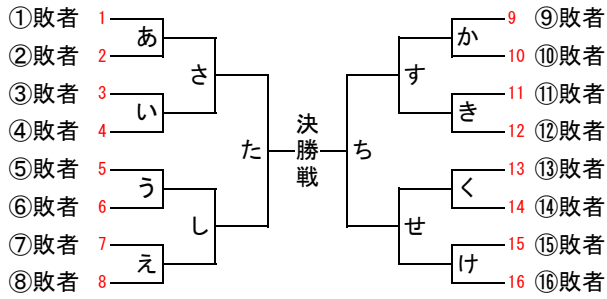 ①敗者 1
②敗者 2
③敗者 3
④敗者 4
⑤敗者 5
⑥敗者 6
⑦敗者 7
⑧敗者 8
あ
い
う
え
さ
し
た
決勝戦
ち
す
せ
か
き
く
け
9 ⑨敗者
10 ⑩敗者
11 ⑪敗者
12 ⑫敗者
13 ⑬敗者
14 ⑭敗者
15 ⑮敗者
16 ⑯敗者